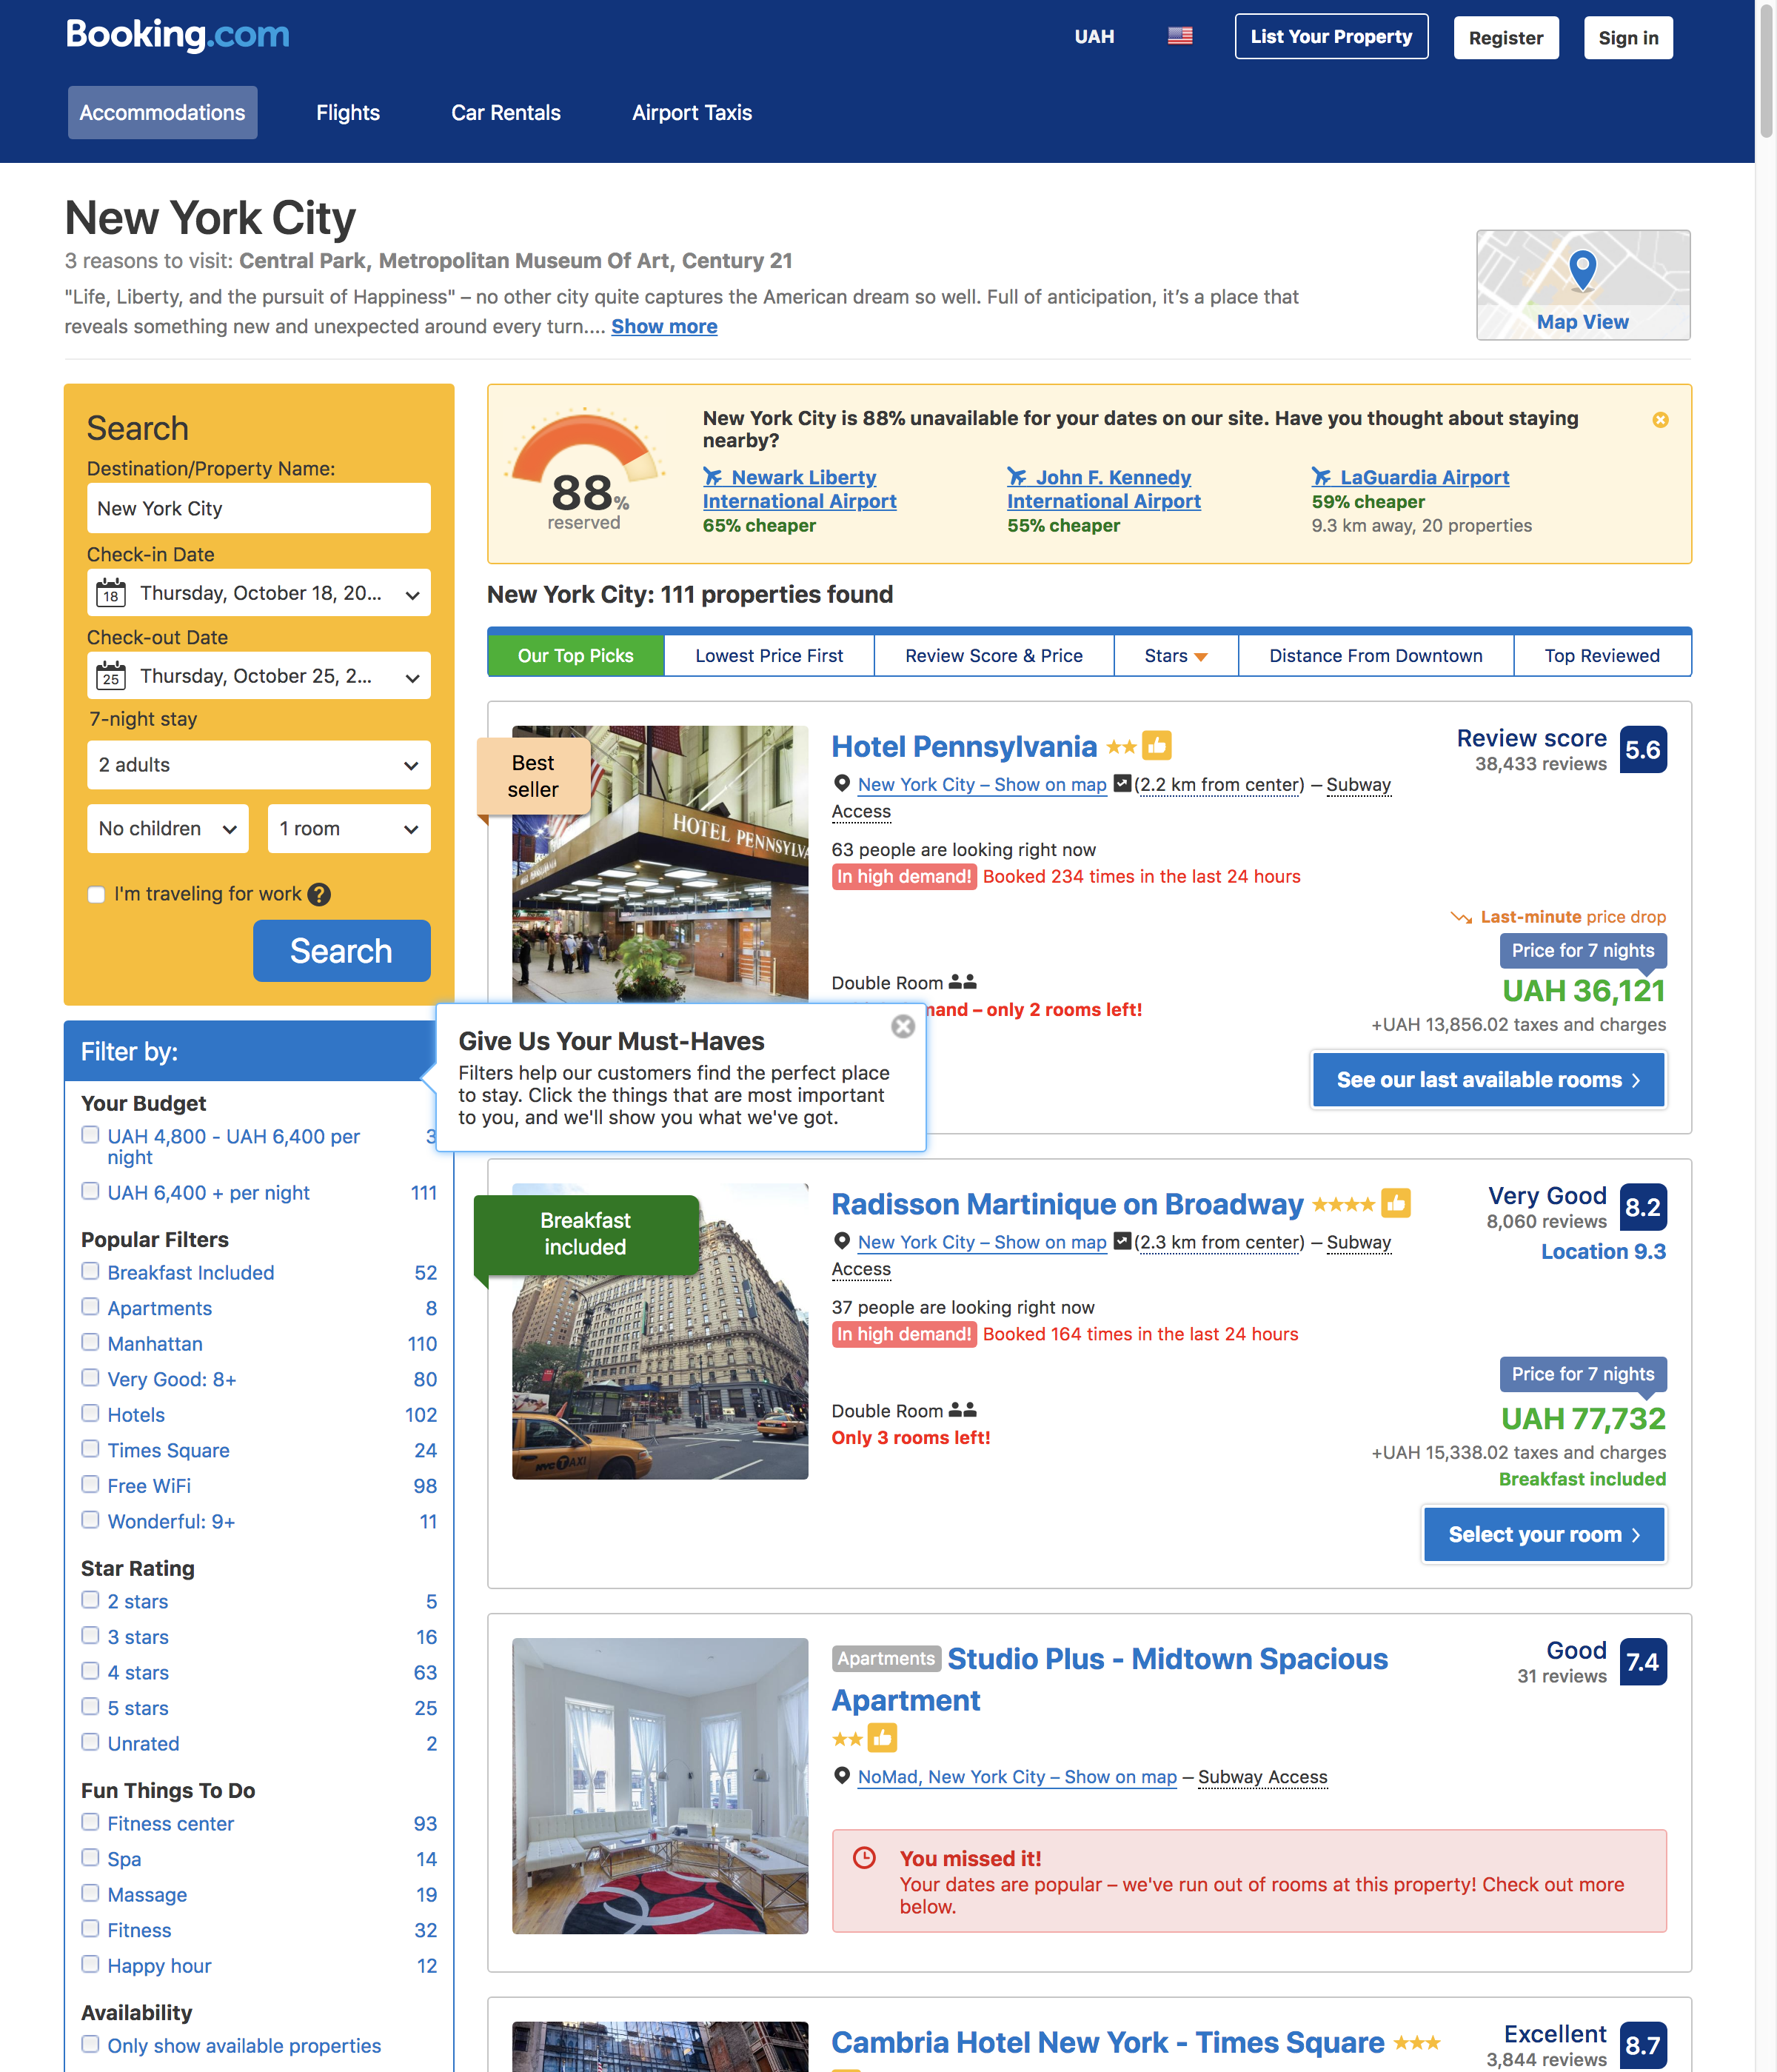 Booking.com
UAH
List Your Property
Register
Sign in
Accommodations
Flights
Car Rentals
Airport Taxis
New York City
3 reasons to visit: Central Park, Metropolitan Museum Of Art, Century 21
"Life, Liberty, and the pursuit of Happiness" – no other city quite captures the American dream so well. Full of anticipation, it’s a place that
reveals something new and unexpected around every turn.... Show more
Map View
Search
Destination/Property Name:
New York City
Check-in Date
18
Thursday, October 18, 20...
Check-out Date
25
Thursday, October 25, 2...
7-night stay
2 adults
No children
1 room
I'm traveling for work ?
Search
Filter by:
Your Budget
UAH 4,800 - UAH 6,400 per
night
3
UAH 6,400 + per night 111
Popular Filters
Breakfast Included 52
Apartments 8
Manhattan 110
Very Good: 8+ 80
Hotels 102
Times Square 24
Free WiFi 98
Wonderful: 9+ 11
Star Rating
2 stars 5
3 stars 16
4 stars 63
5 stars 25
Unrated 2
Fun Things To Do
Fitness center 93
Spa 14
Massage 19
Fitness 32
Happy hour 12
Availability
Only show available properties
Give Us Your Must-Haves
Filters help our customers find the perfect place
to stay. Click the things that are most important
to you, and we'll show you what we've got.
88%
reserved
New York City is 88% unavailable for your dates on our site. Have you thought about staying
nearby?
Newark Liberty
International Airport
65% cheaper
John F. Kennedy
International Airport
55% cheaper
LaGuardia Airport
59% cheaper
9.3 km away, 20 properties
New York City: 111 properties found
Our Top Picks
Lowest Price First
Review Score & Price
Stars
Distance From Downtown
Top Reviewed
Best
seller
HOTEL PENNSYLVA
Hotel Pennsylvania
New York City – Show on map (2.2 km from center) – Subway
Access
63 people are looking right now
In high demand! Booked 234 times in the last 24 hours
Double Room
mand – only 2 rooms left!
Review score
38,433 reviews
5.6
Last-minute price drop
Price for 7 nights
UAH 36,121
+UAH 13,856.02 taxes and charges
See our last available rooms
Breakfast
included
NYC TAXI
Radisson Martinique on Broadway
New York City – Show on map (2.3 km from center) – Subway
Access
37 people are looking right now
In high demand! Booked 164 times in the last 24 hours
Double Room
Only 3 rooms left!
Very Good
8,060 reviews
8.2
Location 9.3
Price for 7 nights
UAH 77,732
+UAH 15,338.02 taxes and charges
Breakfast included
Select your room
Apartments Studio Plus - Midtown Spacious
Apartment
NoMad, New York City – Show on map – Subway Access
Good
31 reviews
7.4
You missed it!
Your dates are popular – we've run out of rooms at this property! Check out more
below.
Cambria Hotel New York - Times Square
Excellent
3,844 reviews
8.7